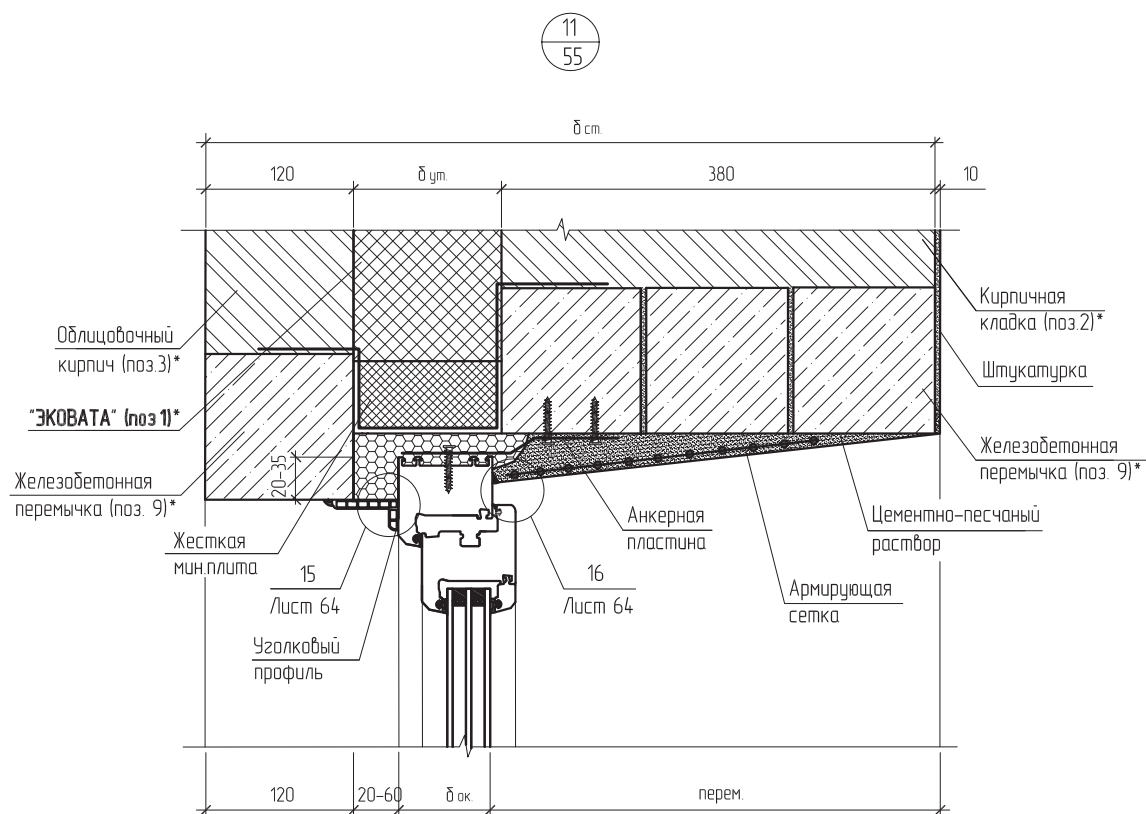 11
55
δ ст.
120
δ ут.
380
10
Облицовочный
кирпич (поз.3)*
"ЭКОВАТА" (поз 1)*
Железобетонная
перемычка (поз. 9)*
20-35
Жесткая
мин.плита
15
Лист 64
Уголковый
профиль
16
Лист 64
Анкерная
пластина
Армирующая
сетка
Цементно-песчаный
раствор
Кирпичная
кладка (поз.2)*
Штукатурка
Железобетонная
перемычка (поз. 9)*
120
20-60
δ ок.
перем.